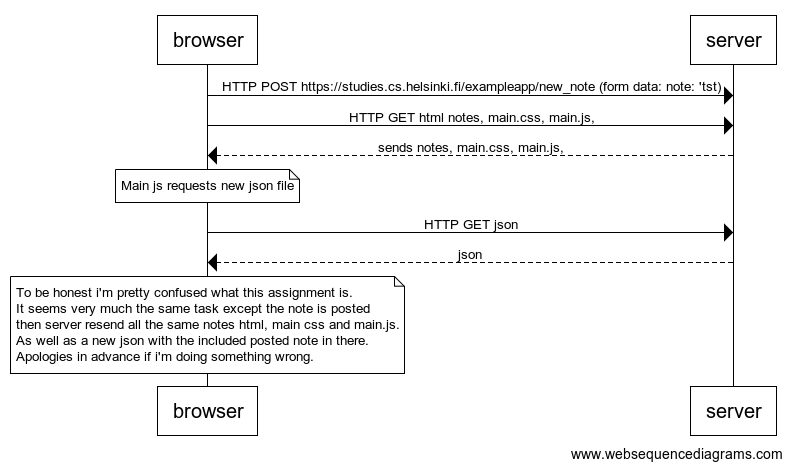 browser
server
HTTP POST https://studies.cs.helsinki.fi/exampleapp/new_note (form data: note: 'tst)
HTTP GET html notes, main.css, main.js,
sends notes, main.css, main.js,
Main js requests new json file
HTTP GET json
json
To be honest i'm pretty confused what this assignment is.
It seems very much the same task except the note is posted
then server resend all the same notes html, main css and main.js.
As well as a new json with the included posted note in there.
Apologies in advance if i'm doing something wrong.
browser
server
www.websequencediagrams.com